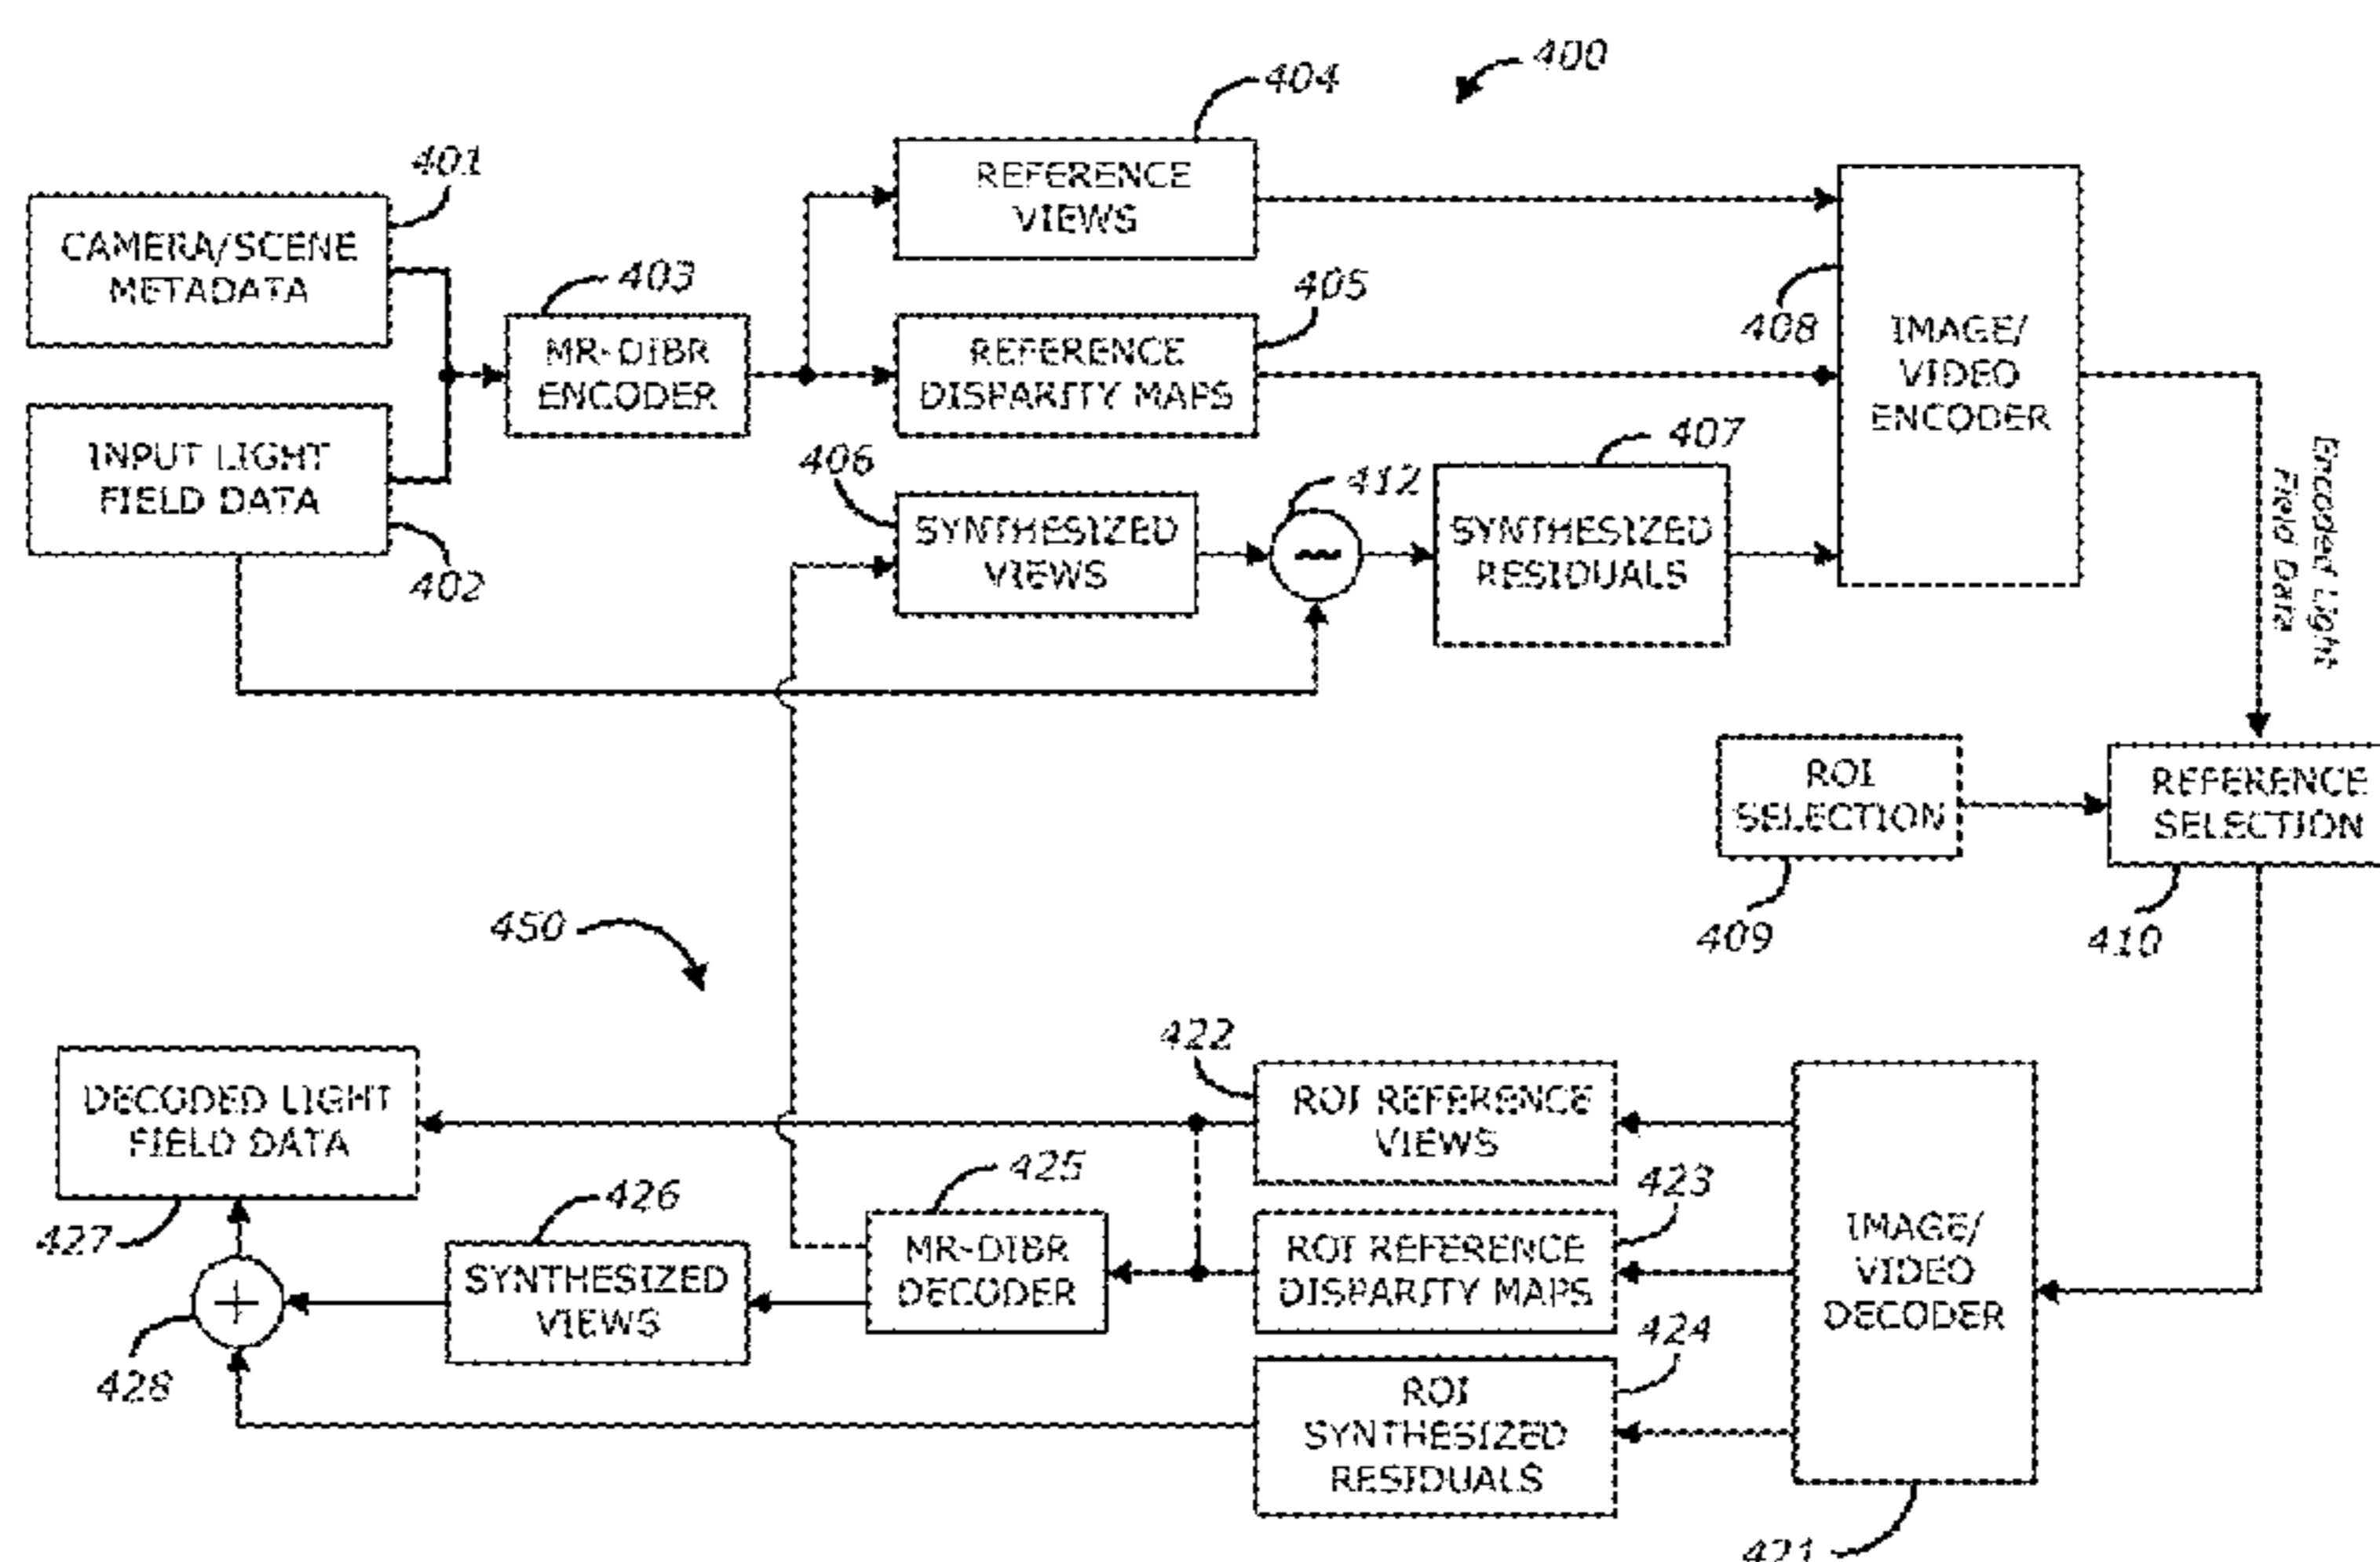 400
404
401
REFERENCE
VIEWS
CAMERA/SCENE
METADATA
403
405
408
MR-DIBR
ENCODER
REFERENCE
DISPARITY MAPS
IMAGE/
VIDEO
ENCODER
INPUT LIGHT
FIELD DATA
402
406
412
407
SYNTHESIZED
VIEWS
SYNTHESIZED
RESIDUALS
Encoded Light
Field Data
ROI
SELECTION
REFERENCE
SELECTION
409
410
450
422
DECODED LIGHT
FIELD DATA
ROI REFERENCE
VIEWS
427
426
425
423
SYNTHESIZED
VIEWS
MR-DIBR
DECODER
ROI REFERENCE
DISPARITY MAPS
IMAGE/
VIDEO
DECODER
428
424
ROI
SYNTHESIZED
RESIDUALS
421